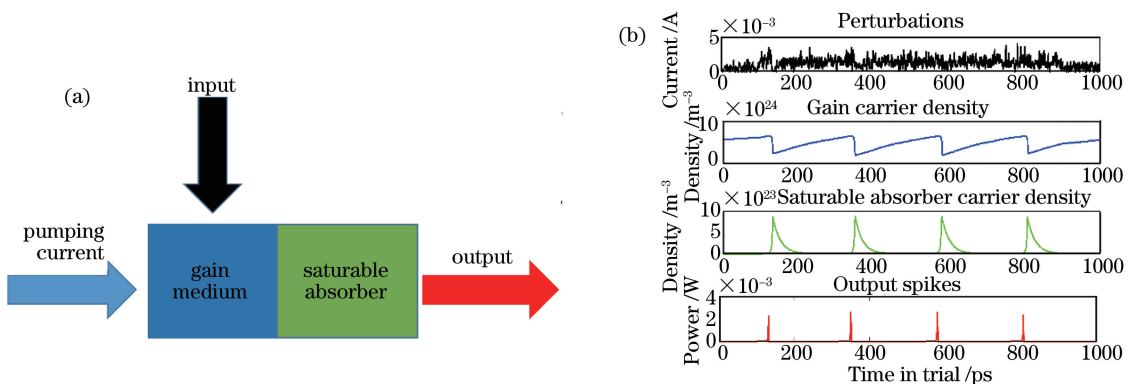 (a)
input
pumping
current
gain
medium
saturable
absorber
output
(b)
×10⁻³
Perturbations
Current /A
5
0
0 200 400 600 800 1000
×10²⁴
Gain carrier density
Density /m⁻³
10
0
0 200 400 600 800 1000
×10²³
Saturable absorber carrier density
Density /m⁻³
10
5
0
0 200 400 600 800 1000
×10⁻³
Output spikes
Power /W
4
2
0
0 200 400 600 800 1000
Time in trial /ps